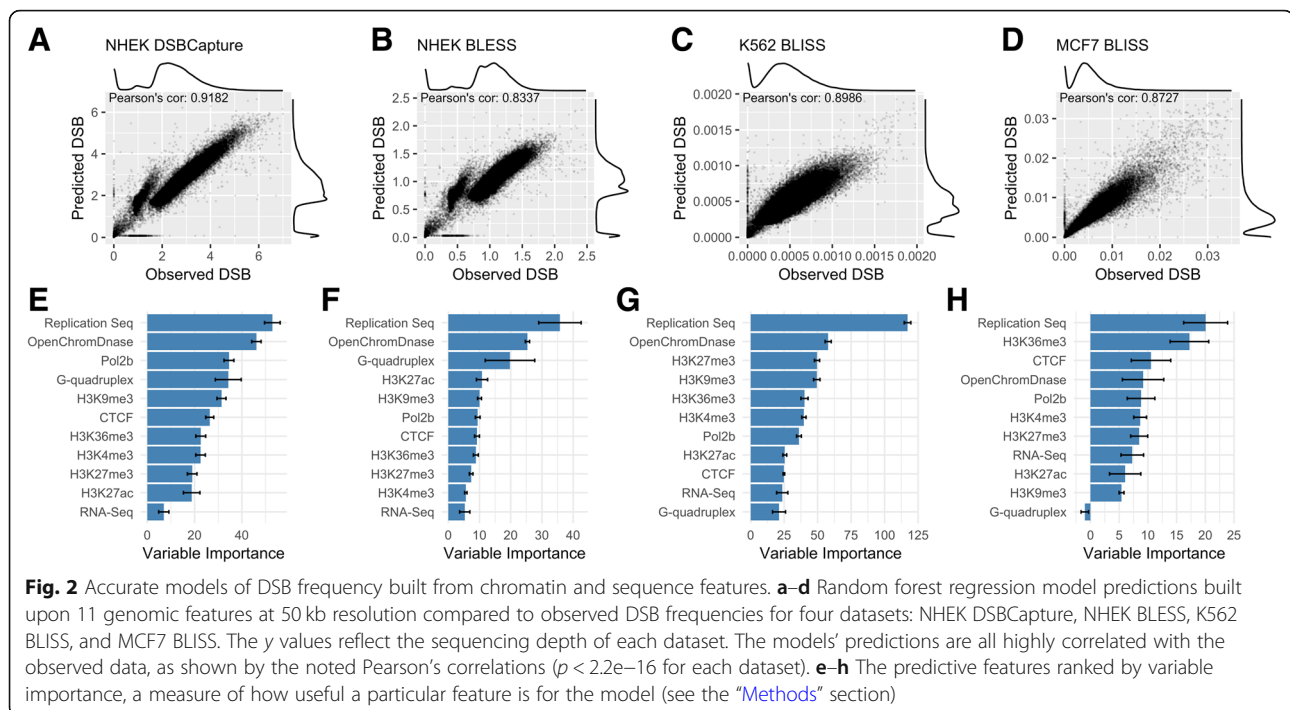 A
NHEK DSBCapture
Pearson's cor: 0.9182
Predicted DSB
6
4
2
0
0 2 4 6
Observed DSB
B
NHEK BLESS
Pearson's cor: 0.8337
Predicted DSB
2.5
2.0
1.5
1.0
0.5
0.0
0.0 0.5 1.0 1.5 2.0 2.5
Observed DSB
C
K562 BLISS
Pearson's cor: 0.8986
Predicted DSB
0.0020
0.0015
0.0010
0.0005
0.0000
0.0000 0.0005 0.0010 0.0015 0.0020
Observed DSB
D
MCF7 BLISS
Pearson's cor: 0.8727
Predicted DSB
0.03
0.02
0.01
0.00
0.00 0.01 0.02 0.03
Observed DSB
E
Replication Seq
OpenChromDnase
Pol2b
G-quadruplex
H3K9me3
CTCF
H3K36me3
H3K4me3
H3K27me3
H3K27ac
RNA-Seq
0 20 40
Variable Importance
F
Replication Seq
OpenChromDnase
G-quadruplex
H3K27ac
H3K9me3
Pol2b
CTCF
H3K36me3
H3K27me3
H3K4me3
RNA-Seq
0 10 20 30 40
Variable Importance
G
Replication Seq
OpenChromDnase
H3K27me3
H3K9me3
H3K36me3
H3K4me3
Pol2b
H3K27ac
CTCF
RNA-Seq
G-quadruplex
0 25 50 75 100 125
Variable Importance
H
Replication Seq
H3K36me3
CTCF
OpenChromDnase
Pol2b
H3K4me3
H3K27me3
RNA-Seq
H3K27ac
H3K9me3
G-quadruplex
0 5 10 15 20 25
Variable Importance
Fig. 2 Accurate models of DSB frequency built from chromatin and sequence features. a–d Random forest regression model predictions built
upon 11 genomic features at 50 kb resolution compared to observed DSB frequencies for four datasets: NHEK DSBCapture, NHEK BLESS, K562
BLISS, and MCF7 BLISS. The y values reflect the sequencing depth of each dataset. The models' predictions are all highly correlated with the
observed data, as shown by the noted Pearson's correlations (p < 2.2e−16 for each dataset). e–h The predictive features ranked by variable
importance, a measure of how useful a particular feature is for the model (see the "Methods" section)